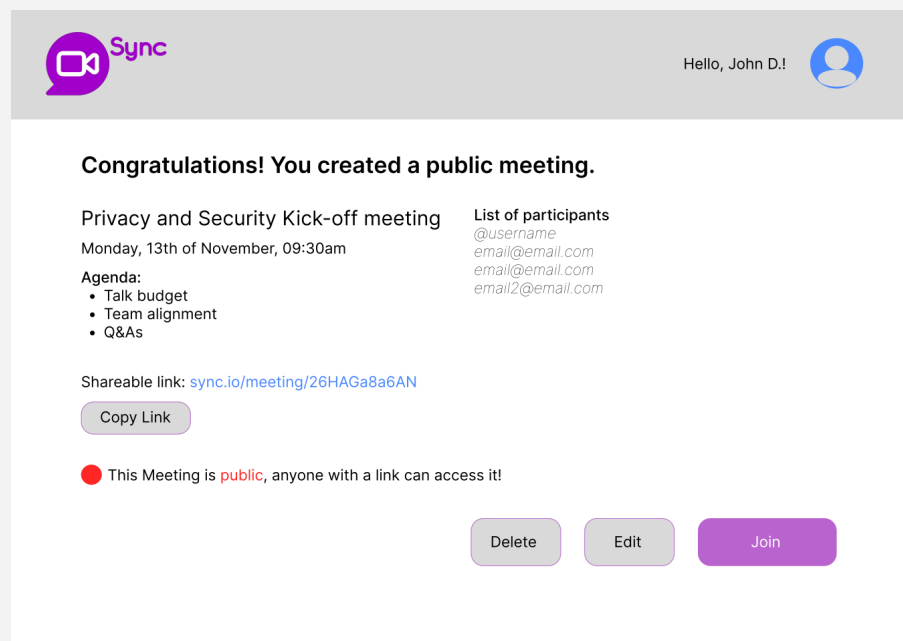 Sync
Hello, John D.!
Congratulations! You created a public meeting.
Privacy and Security Kick-off meeting
Monday, 13th of November, 09:30am
Agenda:
• Talk budget
• Team alignment
• Q&As
List of participants
@username
email@email.com
email@email.com
email2@email.com
Shareable link: sync.io/meeting/26HAGa8a6AN
Copy Link
This Meeting is public, anyone with a link can access it!
Delete
Edit
Join